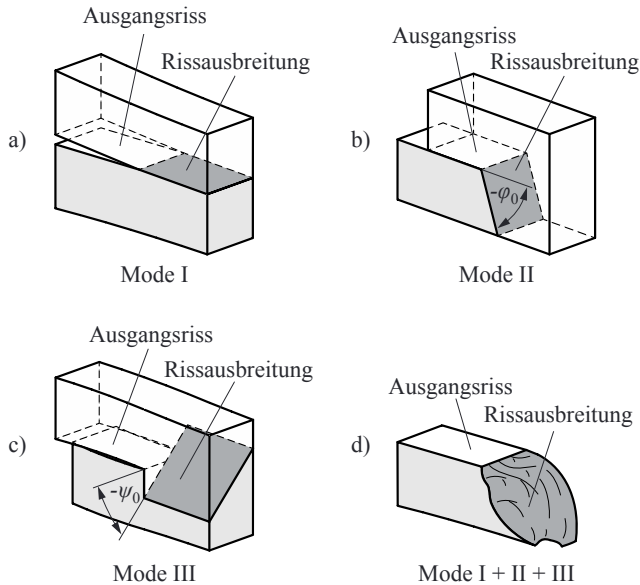 Ausgangsriss
Rissausbreitung
a)
Mode I
Ausgangsriss
Rissausbreitung
b)
-φ₀
Mode II
Ausgangsriss
Rissausbreitung
c)
-ψ₀
Mode III
Ausgangsriss
Rissausbreitung
d)
Mode I + II + III